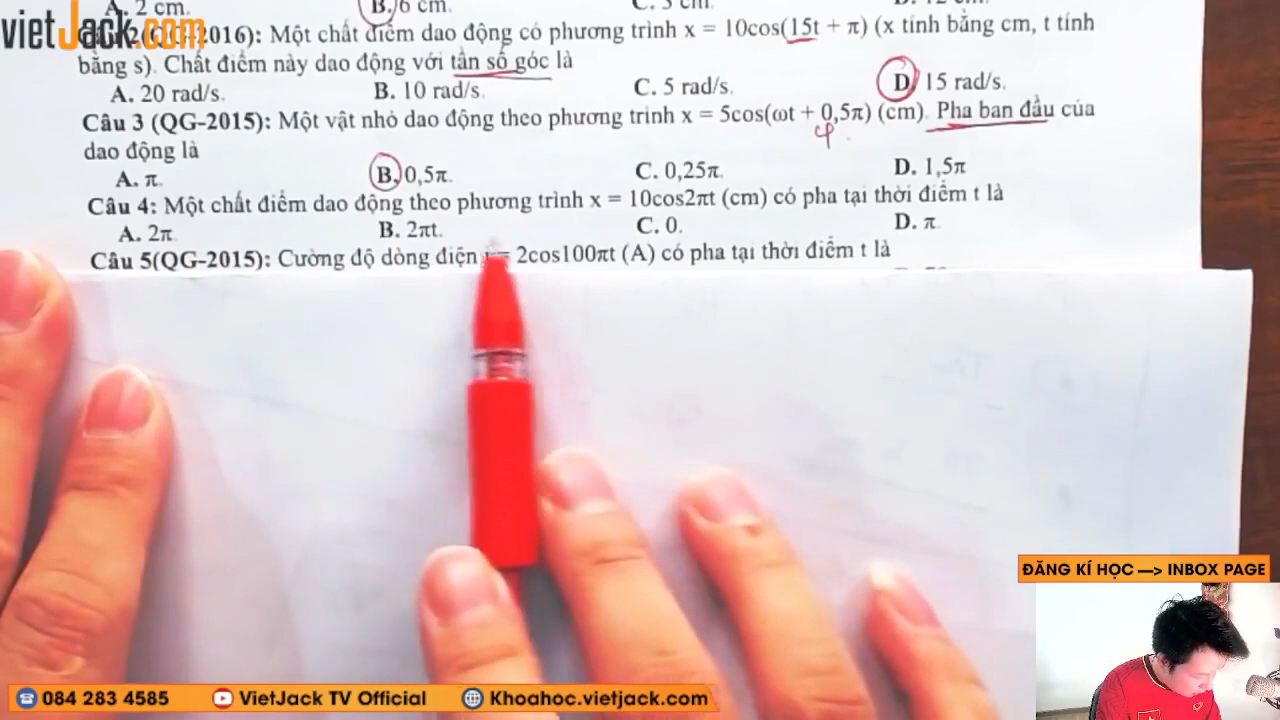 A. 2 cm. B. 6 cm. C. 3 cm.
vietJack.com
2(QG-2016): Một chất điểm dao động có phương trình x = 10cos(15t + π) (x tính bằng cm, t tính
bằng s). Chất điểm này dao động với tần số góc là
A. 20 rad/s. B. 10 rad/s. C. 5 rad/s. D. 15 rad/s.
Câu 3 (QG-2015): Một vật nhỏ dao động theo phương trình x = 5cos(ωt + 0,5π) (cm). Pha ban đầu của
φ
dao động là
A. π. B. 0,5π. C. 0,25π. D. 1,5π
Câu 4: Một chất điểm dao động theo phương trình x = 10cos2πt (cm) có pha tại thời điểm t là
A. 2π. B. 2πt. C. 0. D. π.
Câu 5(QG-2015): Cường độ dòng điện = 2cos100πt (A) có pha tại thời điểm t là
ĐĂNG KÍ HỌC —> INBOX PAGE
084 283 4585 VietJack TV Official Khoahoc.vietjack.com